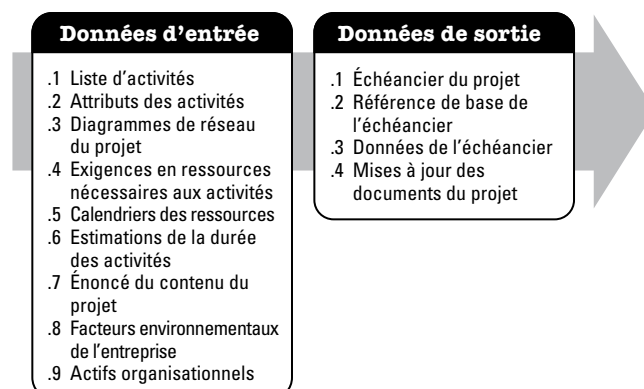 Données d’entrée
.1 Liste d’activités
.2 Attributs des activités
.3 Diagrammes de réseau
du projet
.4 Exigences en ressources
nécessaires aux activités
.5 Calendriers des ressources
.6 Estimations de la durée
des activités
.7 Énoncé du contenu du
projet
.8 Facteurs environnementaux
de l’entreprise
.9 Actifs organisationnels
Données de sortie
.1 Échéancier du projet
.2 Référence de base de
l’échéancier
.3 Données de l’échéancier
.4 Mises à jour des
documents du projet